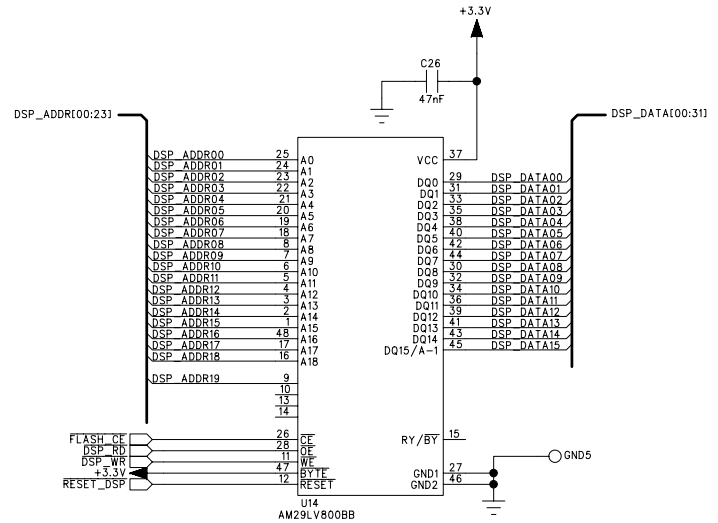 +3.3V
C26
47nF
DSP_ADDR[00:23]
DSP_DATA[00:31]
DSP_ADDR00 25 A0
DSP_ADDR01 24 A1
DSP_ADDR02 23 A2
DSP_ADDR03 22 A3
DSP_ADDR04 21 A4
DSP_ADDR05 20 A5
DSP_ADDR06 19 A6
DSP_ADDR07 18 A7
DSP_ADDR08 8 A8
DSP_ADDR09 7 A9
DSP_ADDR10 6 A10
DSP_ADDR11 5 A11
DSP_ADDR12 4 A12
DSP_ADDR13 3 A13
DSP_ADDR14 2 A14
DSP_ADDR15 1 A15
DSP_ADDR16 48 A16
DSP_ADDR17 17 A17
DSP_ADDR18 16 A18
DSP_ADDR19 9
10
13
14
FLASH_CE 26 CE
DSP_RD 28 OE
DSP_WR 11 WE
+3.3V 47 BYTE
RESET_DSP 12 RESET
VCC 37
DQ0 29 DSP_DATA00
DQ1 31 DSP_DATA01
DQ2 33 DSP_DATA02
DQ3 35 DSP_DATA03
DQ4 38 DSP_DATA04
DQ5 40 DSP_DATA05
DQ6 42 DSP_DATA06
DQ7 44 DSP_DATA07
DQ8 30 DSP_DATA08
DQ9 32 DSP_DATA09
DQ10 34 DSP_DATA10
DQ11 36 DSP_DATA11
DQ12 39 DSP_DATA12
DQ13 41 DSP_DATA13
DQ14 43 DSP_DATA14
DQ15/A-1 45 DSP_DATA15
RY/BY 15
GND1 27
GND2 46
GND5
U14
AM29LV800BB